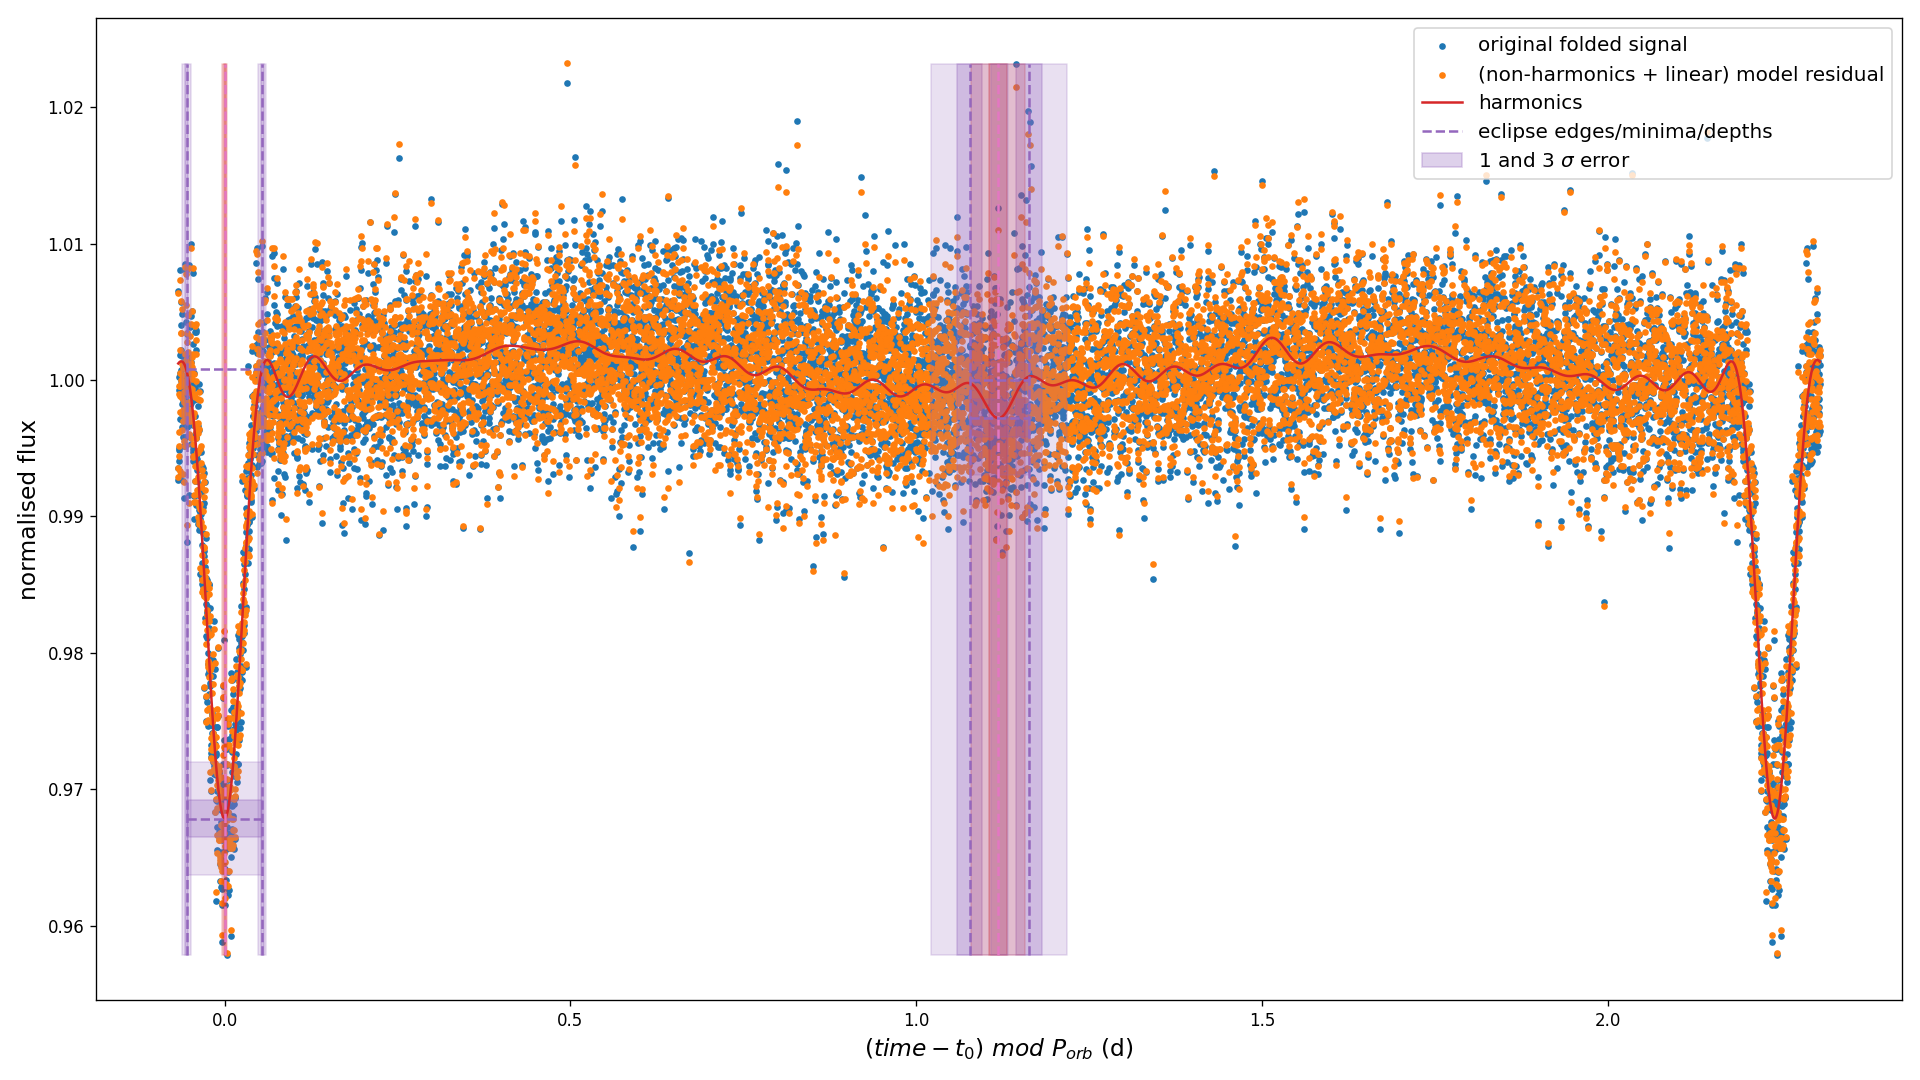 original folded signal
(non-harmonics + linear) model residual
harmonics
eclipse edges/minima/depths
1 and 3 σ error
normalised flux
1.02
1.01
1.00
0.99
0.98
0.97
0.96
0.0 0.5 1.0 1.5 2.0
(time − t₀) mod Pₒᵣb (d)